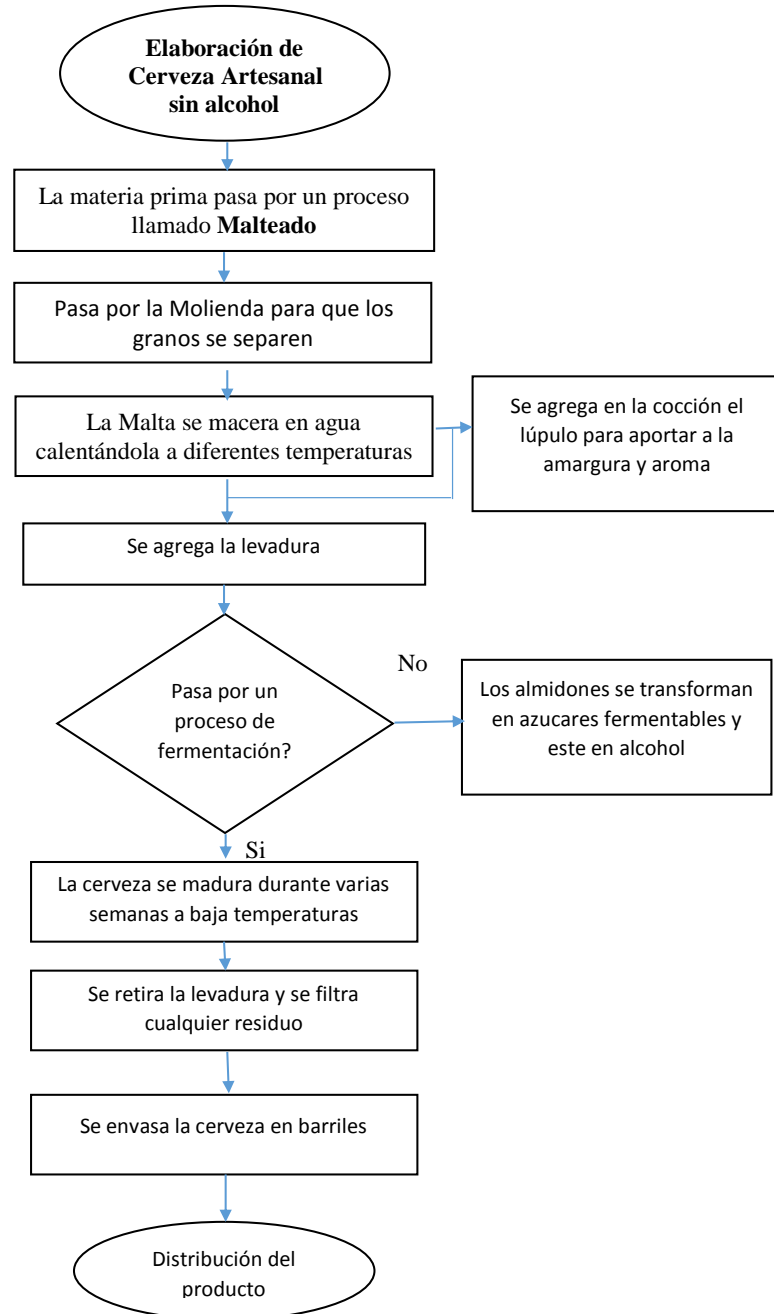 Elaboración de
Cerveza Artesanal
sin alcohol
La materia prima pasa por un proceso
llamado Malteado
Pasa por la Molienda para que los
granos se separen
La Malta se macera en agua
calentándola a diferentes temperaturas
Se agrega en la cocción el
lúpulo para aportar a la
amargura y aroma
Se agrega la levadura
Pasa por un
proceso de
fermentación?
No
Los almidones se transforman
en azucares fermentables y
este en alcohol
Si
La cerveza se madura durante varias
semanas a baja temperaturas
Se retira la levadura y se filtra
cualquier residuo
Se envasa la cerveza en barriles
Distribución del
producto